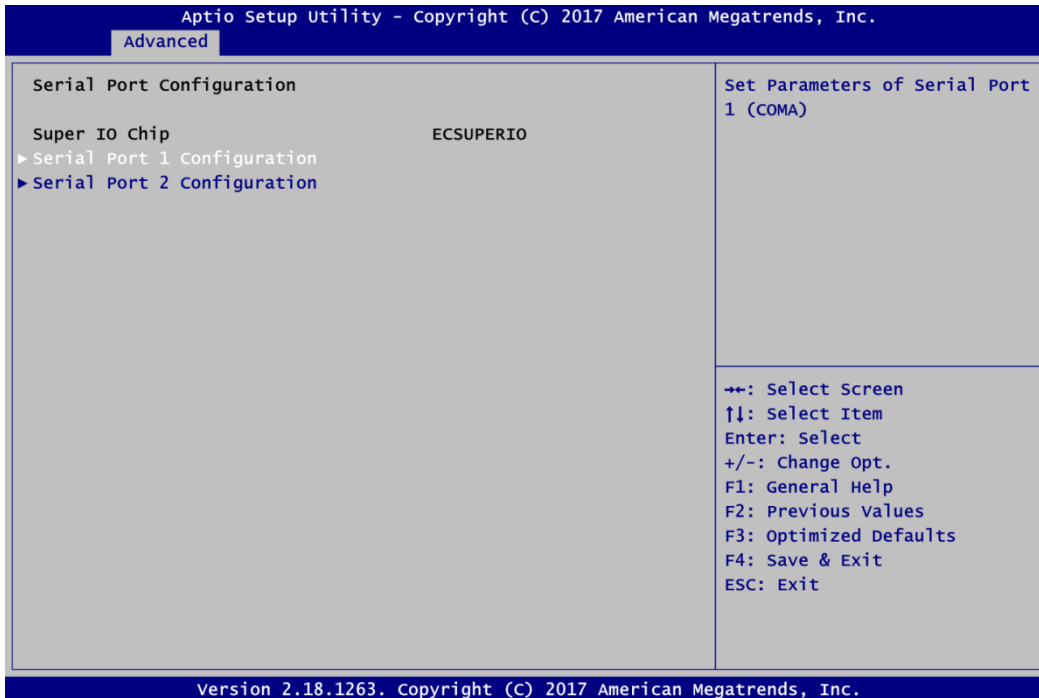 Aptio Setup Utility - Copyright (C) 2017 American Megatrends, Inc.
Advanced
Serial Port Configuration
Super IO Chip ECSUPERIO
▶ Serial Port 1 Configuration
▶ Serial Port 2 Configuration
Set Parameters of Serial Port
1 (COMA)
→←: Select Screen
↑↓: Select Item
Enter: Select
+/-: Change Opt.
F1: General Help
F2: Previous Values
F3: Optimized Defaults
F4: Save & Exit
ESC: Exit
Version 2.18.1263. Copyright (C) 2017 American Megatrends, Inc.